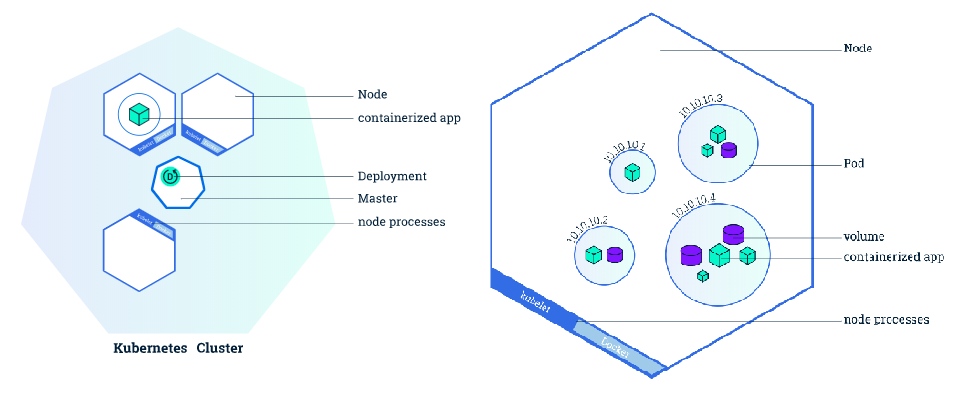 Node
containerized app
Deployment
Master
node processes
kubelet
kubelet
kubelet
Kubernetes Cluster
Node
10.10.10.3
10.10.10.1
Pod
10.10.10.4
10.10.10.2
volume
containerized app
kubelet
node processes
Docker